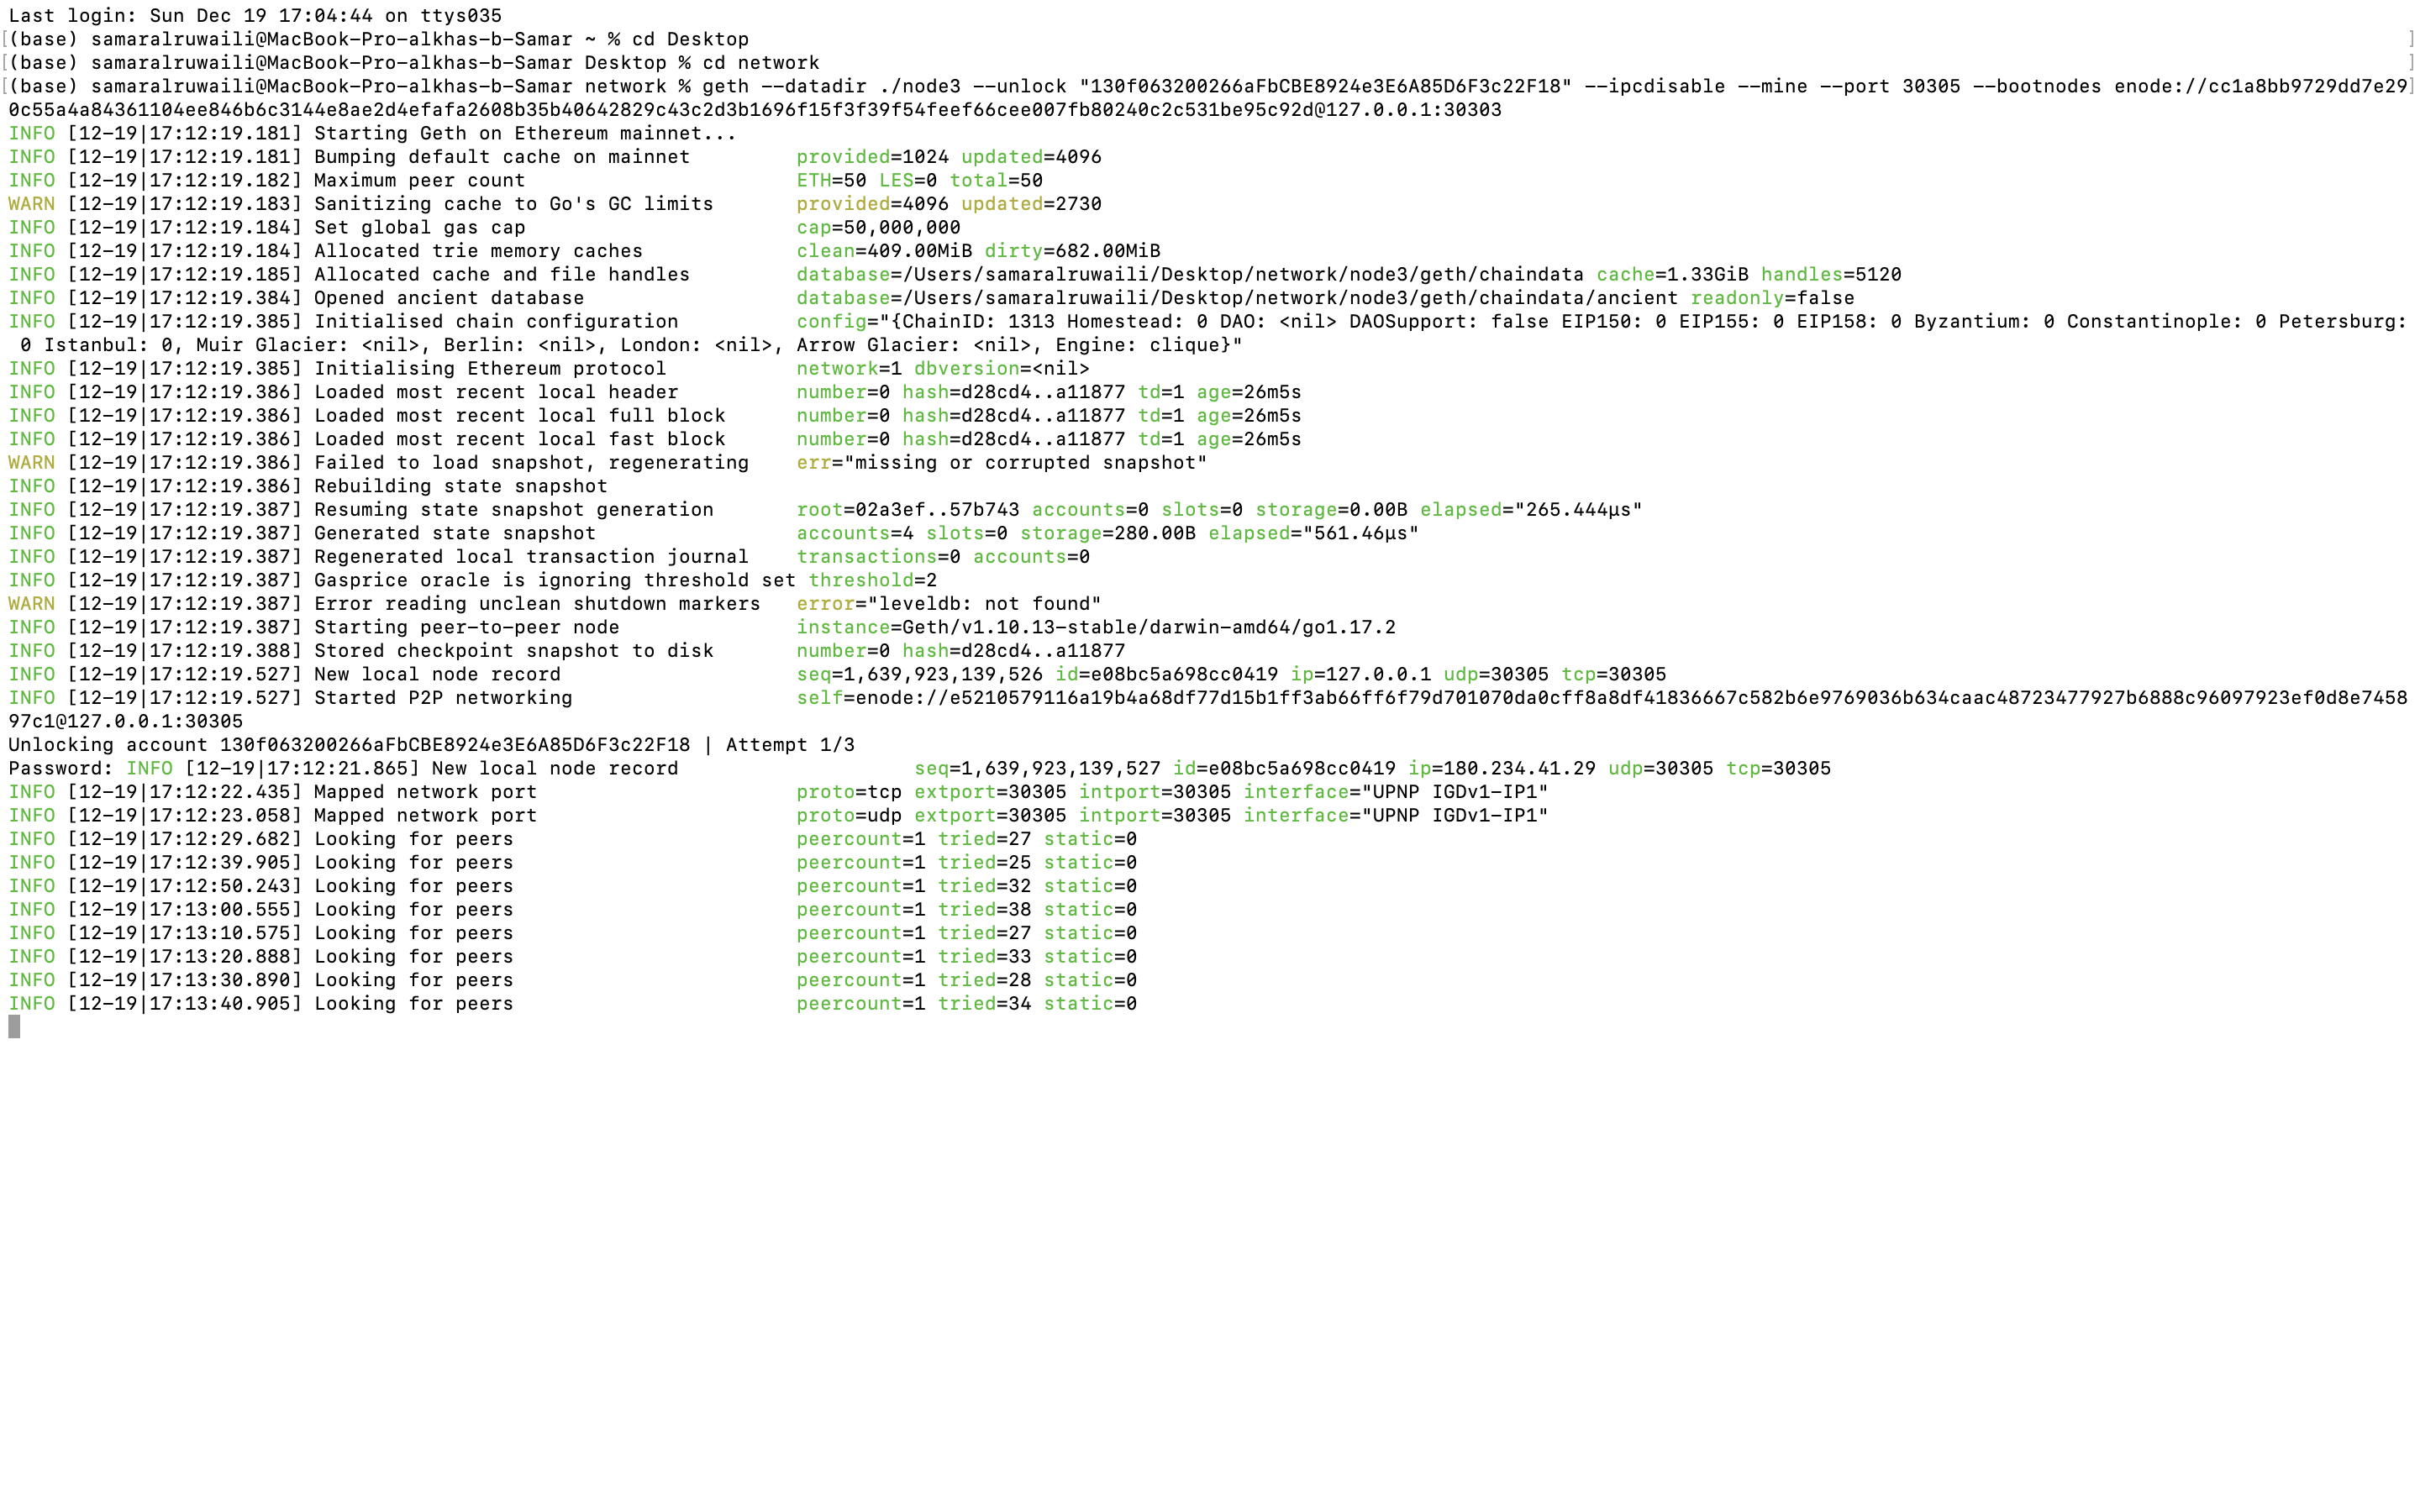 Last login: Sun Dec 19 17:04:44 on ttys035
[(base) samaralruwaili@MacBook-Pro-alkhas-b-Samar ~ % cd Desktop ]
[(base) samaralruwaili@MacBook-Pro-alkhas-b-Samar Desktop % cd network ]
[(base) samaralruwaili@MacBook-Pro-alkhas-b-Samar network % geth --datadir ./node3 --unlock "130f063200266aFbCBE8924e3E6A85D6F3c22F18" --ipcdisable --mine --port 30305 --bootnodes enode://cc1a8bb9729dd7e29]
0c55a4a84361104ee846b6c3144e8ae2d4efafa2608b35b40642829c43c2d3b1696f15f3f39f54feef66cee007fb80240c2c531be95c92d@127.0.0.1:30303
INFO [12-19|17:12:19.181] Starting Geth on Ethereum mainnet...
INFO [12-19|17:12:19.181] Bumping default cache on mainnet provided=1024 updated=4096
INFO [12-19|17:12:19.182] Maximum peer count ETH=50 LES=0 total=50
WARN [12-19|17:12:19.183] Sanitizing cache to Go's GC limits provided=4096 updated=2730
INFO [12-19|17:12:19.184] Set global gas cap cap=50,000,000
INFO [12-19|17:12:19.184] Allocated trie memory caches clean=409.00MiB dirty=682.00MiB
INFO [12-19|17:12:19.185] Allocated cache and file handles database=/Users/samaralruwaili/Desktop/network/node3/geth/chaindata cache=1.33GiB handles=5120
INFO [12-19|17:12:19.384] Opened ancient database database=/Users/samaralruwaili/Desktop/network/node3/geth/chaindata/ancient readonly=false
INFO [12-19|17:12:19.385] Initialised chain configuration config="{ChainID: 1313 Homestead: 0 DAO: <nil> DAOSupport: false EIP150: 0 EIP155: 0 EIP158: 0 Byzantium: 0 Constantinople: 0 Petersburg:
0 Istanbul: 0, Muir Glacier: <nil>, Berlin: <nil>, London: <nil>, Arrow Glacier: <nil>, Engine: clique}"
INFO [12-19|17:12:19.385] Initialising Ethereum protocol network=1 dbversion=<nil>
INFO [12-19|17:12:19.386] Loaded most recent local header number=0 hash=d28cd4..a11877 td=1 age=26m5s
INFO [12-19|17:12:19.386] Loaded most recent local full block number=0 hash=d28cd4..a11877 td=1 age=26m5s
INFO [12-19|17:12:19.386] Loaded most recent local fast block number=0 hash=d28cd4..a11877 td=1 age=26m5s
WARN [12-19|17:12:19.386] Failed to load snapshot, regenerating err="missing or corrupted snapshot"
INFO [12-19|17:12:19.386] Rebuilding state snapshot
INFO [12-19|17:12:19.387] Resuming state snapshot generation root=02a3ef..57b743 accounts=0 slots=0 storage=0.00B elapsed="265.444µs"
INFO [12-19|17:12:19.387] Generated state snapshot accounts=4 slots=0 storage=280.00B elapsed="561.46µs"
INFO [12-19|17:12:19.387] Regenerated local transaction journal transactions=0 accounts=0
INFO [12-19|17:12:19.387] Gasprice oracle is ignoring threshold set threshold=2
WARN [12-19|17:12:19.387] Error reading unclean shutdown markers error="leveldb: not found"
INFO [12-19|17:12:19.387] Starting peer-to-peer node instance=Geth/v1.10.13-stable/darwin-amd64/go1.17.2
INFO [12-19|17:12:19.388] Stored checkpoint snapshot to disk number=0 hash=d28cd4..a11877
INFO [12-19|17:12:19.527] New local node record seq=1,639,923,139,526 id=e08bc5a698cc0419 ip=127.0.0.1 udp=30305 tcp=30305
INFO [12-19|17:12:19.527] Started P2P networking self=enode://e5210579116a19b4a68df77d15b1ff3ab66ff6f79d701070da0cff8a8df41836667c582b6e9769036b634caac48723477927b6888c96097923ef0d8e7458
97c1@127.0.0.1:30305
Unlocking account 130f063200266aFbCBE8924e3E6A85D6F3c22F18 | Attempt 1/3
Password: INFO [12-19|17:12:21.865] New local node record seq=1,639,923,139,527 id=e08bc5a698cc0419 ip=180.234.41.29 udp=30305 tcp=30305
INFO [12-19|17:12:22.435] Mapped network port proto=tcp extport=30305 intport=30305 interface="UPNP IGDv1-IP1"
INFO [12-19|17:12:23.058] Mapped network port proto=udp extport=30305 intport=30305 interface="UPNP IGDv1-IP1"
INFO [12-19|17:12:29.682] Looking for peers peercount=1 tried=27 static=0
INFO [12-19|17:12:39.905] Looking for peers peercount=1 tried=25 static=0
INFO [12-19|17:12:50.243] Looking for peers peercount=1 tried=32 static=0
INFO [12-19|17:13:00.555] Looking for peers peercount=1 tried=38 static=0
INFO [12-19|17:13:10.575] Looking for peers peercount=1 tried=27 static=0
INFO [12-19|17:13:20.888] Looking for peers peercount=1 tried=33 static=0
INFO [12-19|17:13:30.890] Looking for peers peercount=1 tried=28 static=0
INFO [12-19|17:13:40.905] Looking for peers peercount=1 tried=34 static=0